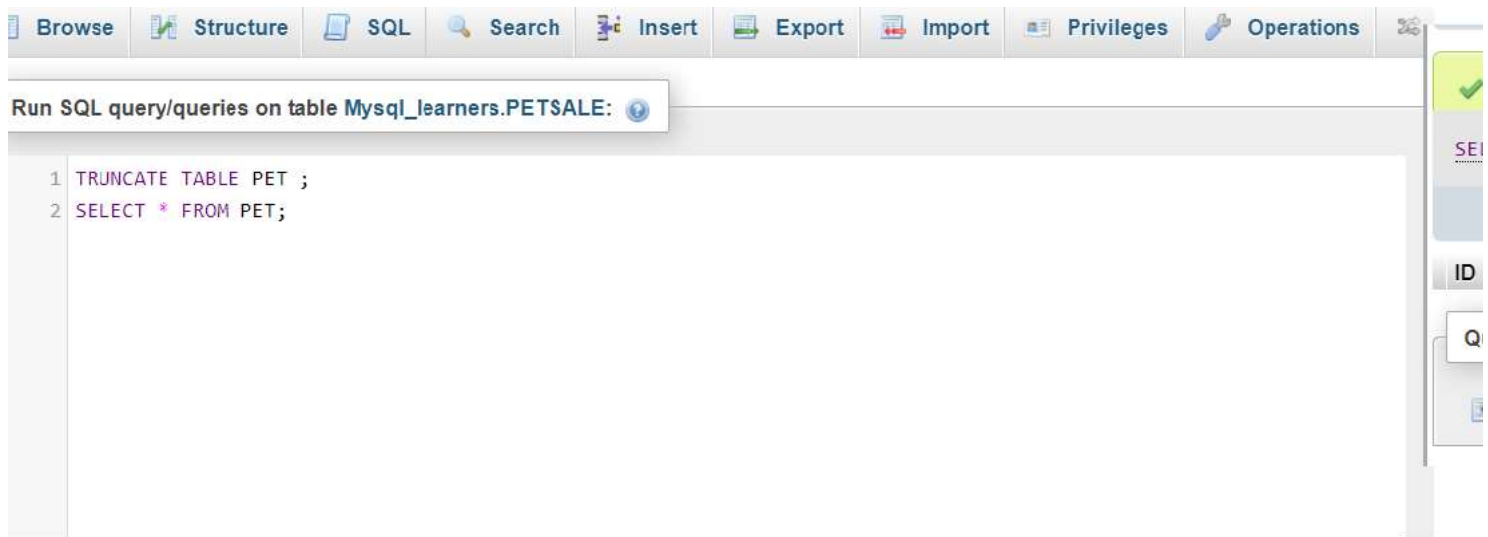 Browse Structure SQL Search Insert Export Import Privileges Operations
Run SQL query/queries on table Mysql_learners.PETSALE:
1 TRUNCATE TABLE PET ;
2 SELECT * FROM PET;
ID